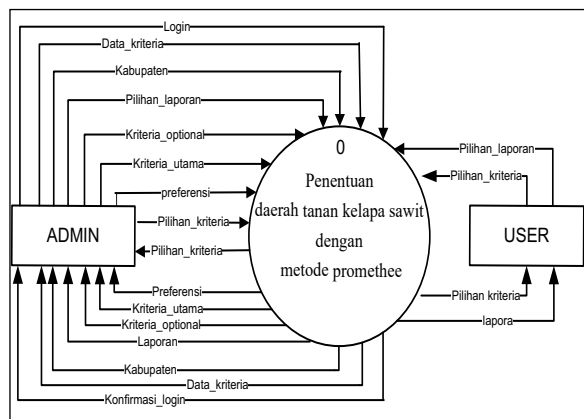 Login
Data_kriteria
Kabupaten
Pilihan_laporan
Kriteria_optional
Kriteria_utama
preferensi
Pilihan_kriteria
Pilihan_kriteria
ADMIN
Preferensi
Kriteria_utama
Kriteria_optional
Laporan
Kabupaten
Data_kriteria
Konfirmasi_login
0
Penentuan
daerah tanan kelapa sawit
dengan
metode promethee
Pilihan_laporan
Pilihan_kriteria
USER
Pilihan kriteria
lapora